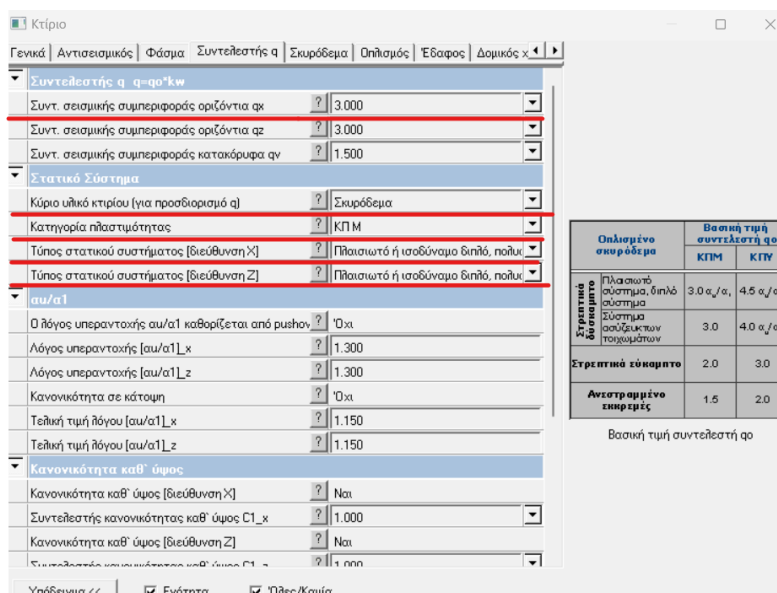 Κτίριο
Γενικά Αντισεισμικός Φάσμα Συντελεστής q Σκυρόδεμα Οπλισμός Έδαφος Δομικός χ
Συντελεστής q q=qo*kw
Συντ. σεισμικής συμπεριφοράς οριζόντια qx ? 3.000
Συντ. σεισμικής συμπεριφοράς οριζόντια qz ? 3.000
Συντ. σεισμικής συμπεριφοράς κατακόρυφα qv ? 1.500
Στατικό Σύστημα
Κύριο υλικό κτιρίου (για προσδιορισμό q) ? Σκυρόδεμα
Κατηγορία πλαστιμότητας ? ΚΠ Μ
Τύπος στατικού συστήματος [διεύθυνση X] ? Πλαισιωτό ή ισοδύναμο διπλό, πολυ
Τύπος στατικού συστήματος [διεύθυνση Z] ? Πλαισιωτό ή ισοδύναμο διπλό, πολυ
αu/α1
Ο λόγος υπεραντοχής αu/α1 καθορίζεται από pushov ? Όχι
Λόγος υπεραντοχής [αu/α1]_x ? 1.300
Λόγος υπεραντοχής [αu/α1]_z ? 1.300
Κανονικότητα σε κάτοψη ? Όχι
Τελική τιμή λόγου [αu/α1]_x ? 1.150
Τελική τιμή λόγου [αu/α1]_z ? 1.150
Κανονικότητα καθ' ύψος
Κανονικότητα καθ' ύψος [διεύθυνση X] ? Ναι
Συντελεστής κανονικότητας καθ' ύψος C1_x ? 1.000
Κανονικότητα καθ' ύψος [διεύθυνση Z] ? Ναι
Συντελεστής κανονικότητας καθ' ύψος C1_z ? 1.000
Υπόδειγμα << Ενότητα Όλες/Καμία
Οπλισμένο σκυρόδεμα
Βασική τιμή συντελεστή qo
ΚΠΜ ΚΠΥ
Στρεπτικά δύσκαμπτο
Πλαισιωτό σύστημα, διπλό σύστημα 3.0 αu/α, 4.5 αu/α
Σύστημα ασύζευκτων τοιχωμάτων 3.0 4.0 αu/α
Στρεπτικά εύκαμπτο 2.0 3.0
Ανεστραμμένο εκκρεμές 1.5 2.0
Βασική τιμή συντελεστή qo